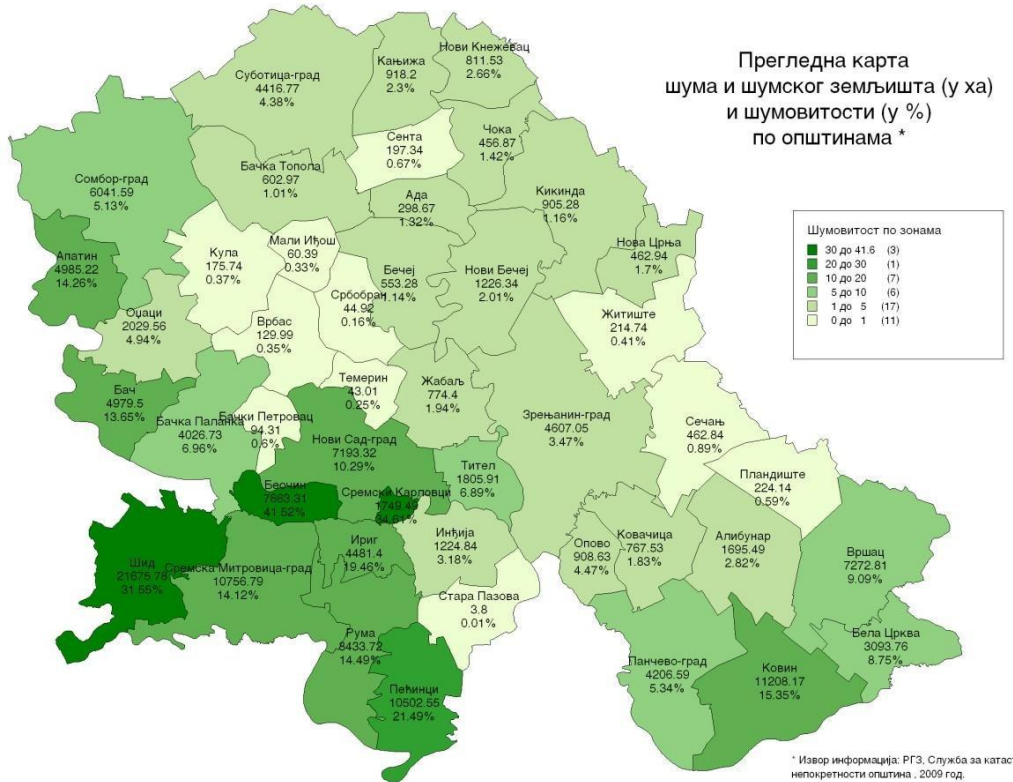 Прегледна карта
шума и шумског земљишта (у ха)
и шумовитости (у %)
по општинама *
Нови Кнежевац
811.53
2.66%
Кањижа
918.2
2.3%
Суботица-град
4416.77
4.38%
Сента
197.34
0.67%
Чока
456.87
1.42%
Бачка Топола
602.97
1.01%
Сомбор-град
6041.59
5.13%
Ада
298.67
1.32%
Кикинда
905.28
1.16%
Апатин
4985.22
14.26%
Кула
175.74
0.37%
Мали Иђош
60.39
0.33%
Бечеј
553.28
1.14%
Нови Бечеј
1226.34
2.01%
Нова Црња
462.94
1.7%
Оџаци
2029.56
4.94%
Србобран
44.92
0.16%
Врбас
129.99
0.35%
Житиште
214.74
0.41%
Бач
4979.5
13.65%
Темерин
43.01
0.25%
Жабаљ
774.4
1.94%
Бачка Паланка
4026.73
6.96%
Бачки Петровац
94.31
0.6%
Зрењанин-град
4607.05
3.47%
Сечањ
462.84
0.89%
Нови Сад-град
7193.32
10.29%
Тител
1805.91
6.89%
Пландиште
224.14
0.59%
Беочин
7663.31
41.52%
Сремски Карловци
1749.49
34.61%
Инђија
1224.84
3.18%
Ириг
4481.4
19.46%
Опово
908.63
4.47%
Ковачица
767.53
1.83%
Алибунар
1695.49
2.82%
Вршац
7272.81
9.09%
Шид
21675.78
31.55%
Сремска Митровица-град
10756.79
14.12%
Стара Пазова
3.8
0.01%
Рума
8433.72
14.49%
Бела Црква
3093.76
8.75%
Панчево-град
4206.59
5.34%
Ковин
11208.17
15.35%
Пећинци
10502.55
21.49%
Шумовитост по зонама
30 до 41.6 (3)
20 до 30 (1)
10 до 20 (7)
5 до 10 (6)
1 до 5 (17)
0 до 1 (11)
* Извор информација: РГЗ, Служба за катас
непокретности општина , 2009 год.